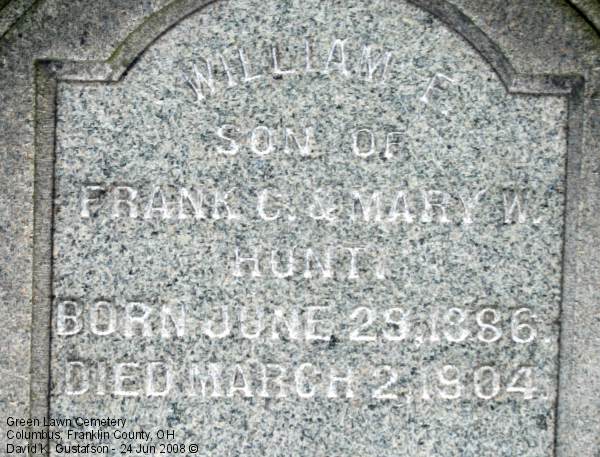 WILLIAM F.
SON OF
FRANK C. & MARY W.
HUNT.
BORN JUNE 28, 1886.
DIED MARCH 2, 1904.
Green Lawn Cemetery
Columbus, Franklin County, OH
David K. Gustafson - 24 Jun 2008 ©